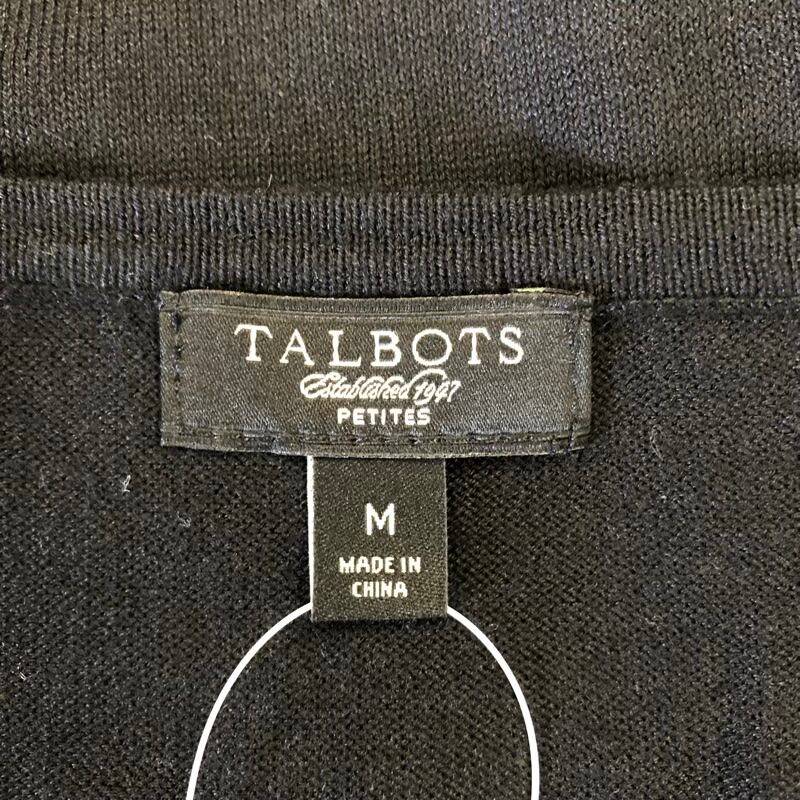 TALBOTS
Established 1947
PETITES
M
MADE IN
CHINA